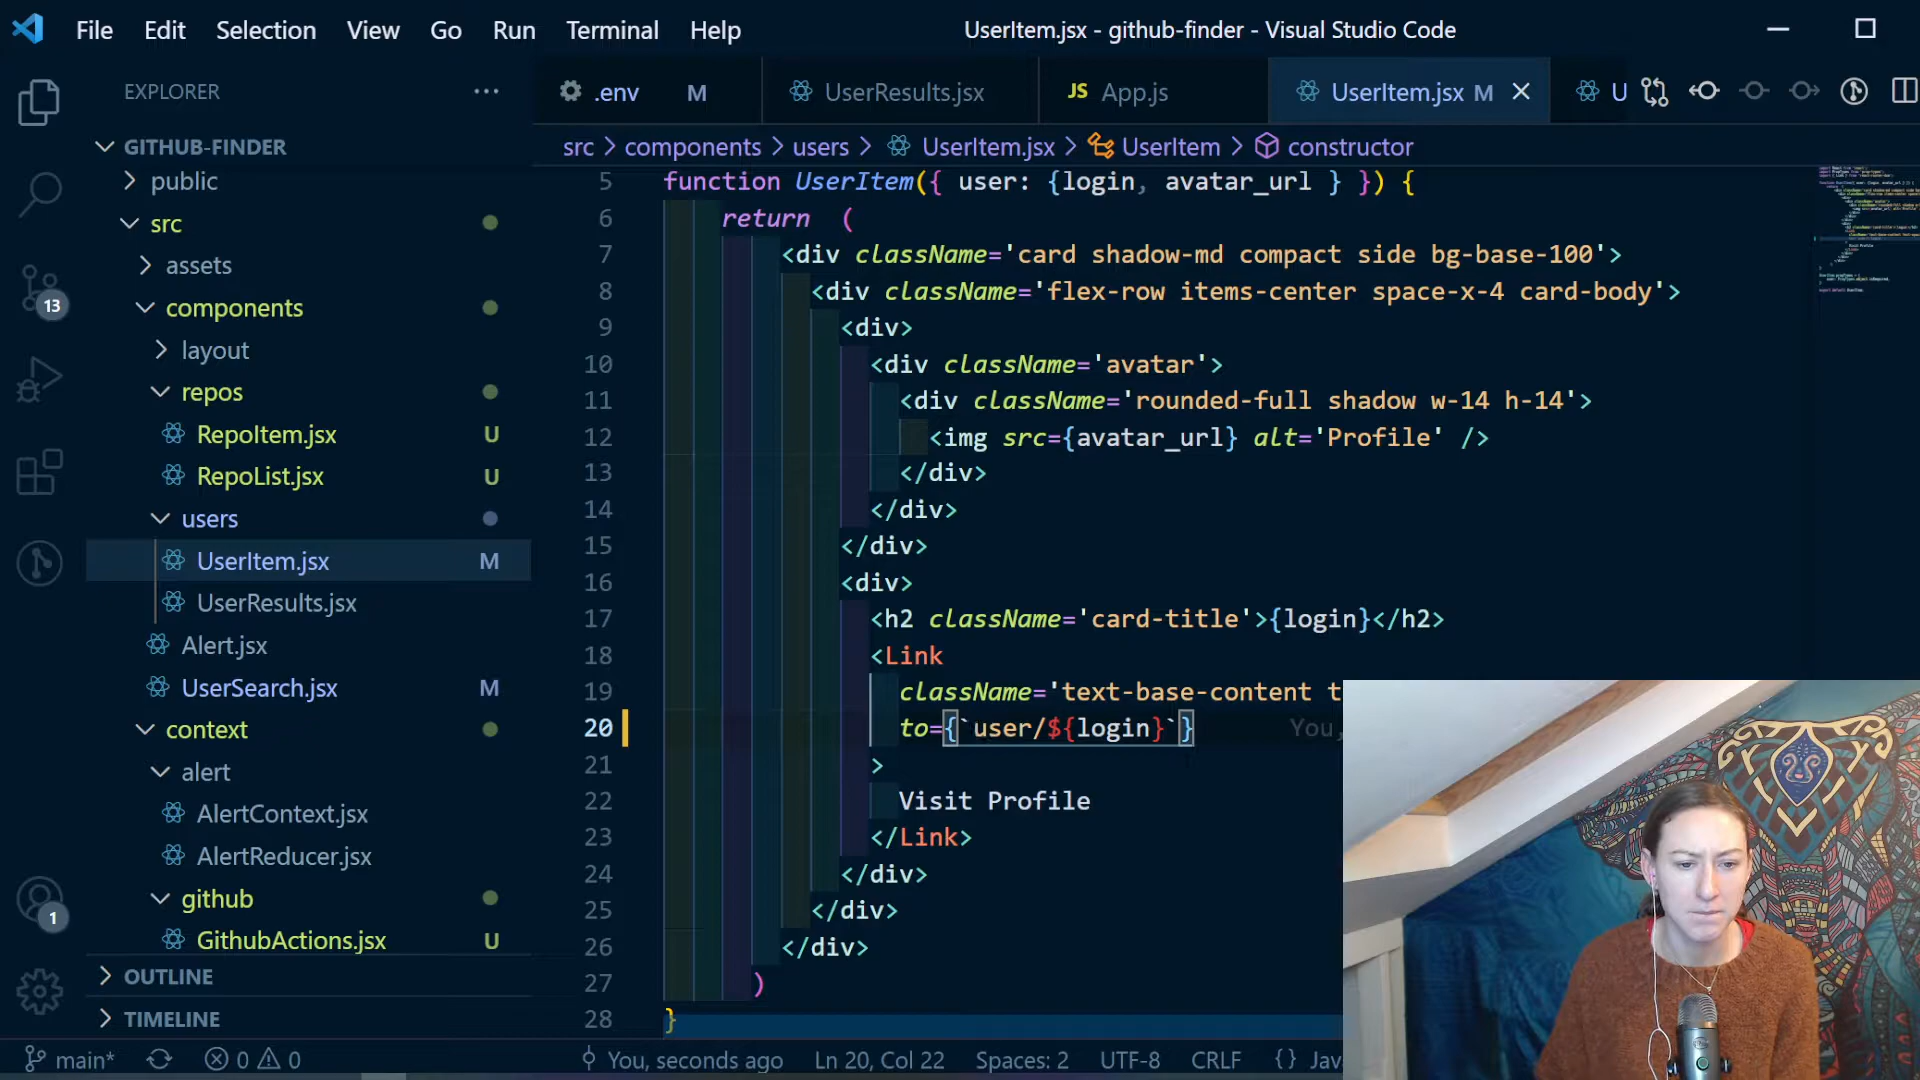 File Edit Selection View Go Run Terminal Help
UserItem.jsx - github-finder - Visual Studio Code
EXPLORER
.env M
UserResults.jsx
JS App.js
UserItem.jsx M
U
src > components > users > UserItem.jsx > UserItem > constructor
GITHUB-FINDER
public
src
assets
components
layout
repos
RepoItem.jsx U
RepoList.jsx U
users
UserItem.jsx M
UserResults.jsx
Alert.jsx
UserSearch.jsx M
context
alert
AlertContext.jsx
AlertReducer.jsx
github
GithubActions.jsx U
OUTLINE
TIMELINE
13
1
5 function UserItem({ user: {login, avatar_url } }) {
6 return (
7 <div className='card shadow-md compact side bg-base-100'>
8 <div className='flex-row items-center space-x-4 card-body'>
9 <div>
10 <div className='avatar'>
11 <div className='rounded-full shadow w-14 h-14'>
12 <img src={avatar_url} alt='Profile' />
13 </div>
14 </div>
15 </div>
16 <div>
17 <h2 className='card-title'>{login}</h2>
18 <Link
19 className='text-base-content t
20 to={`user/${login}`} You,
21 >
22 Visit Profile
23 </Link>
24 </div>
25 </div>
26 </div>
27 )
28 }
main* 0 0 You, seconds ago Ln 20, Col 22 Spaces: 2 UTF-8 CRLF {} Jav